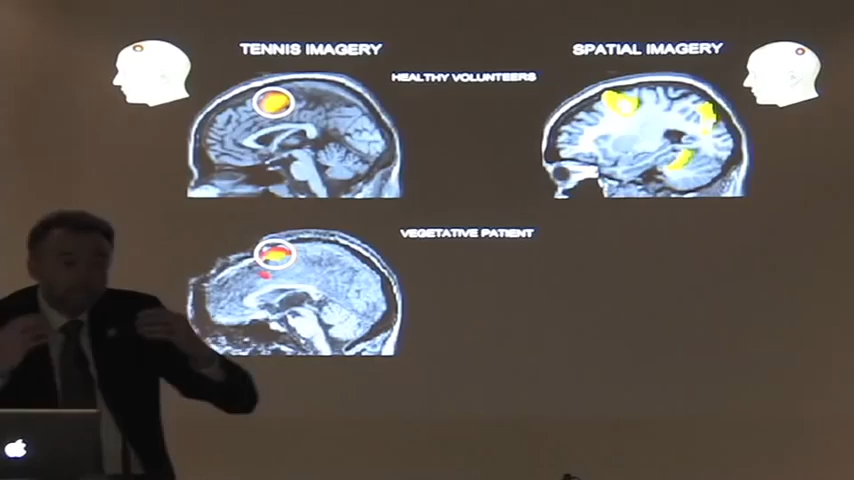 TENNIS IMAGERY
SPATIAL IMAGERY
HEALTHY VOLUNTEERS
VEGETATIVE PATIENT